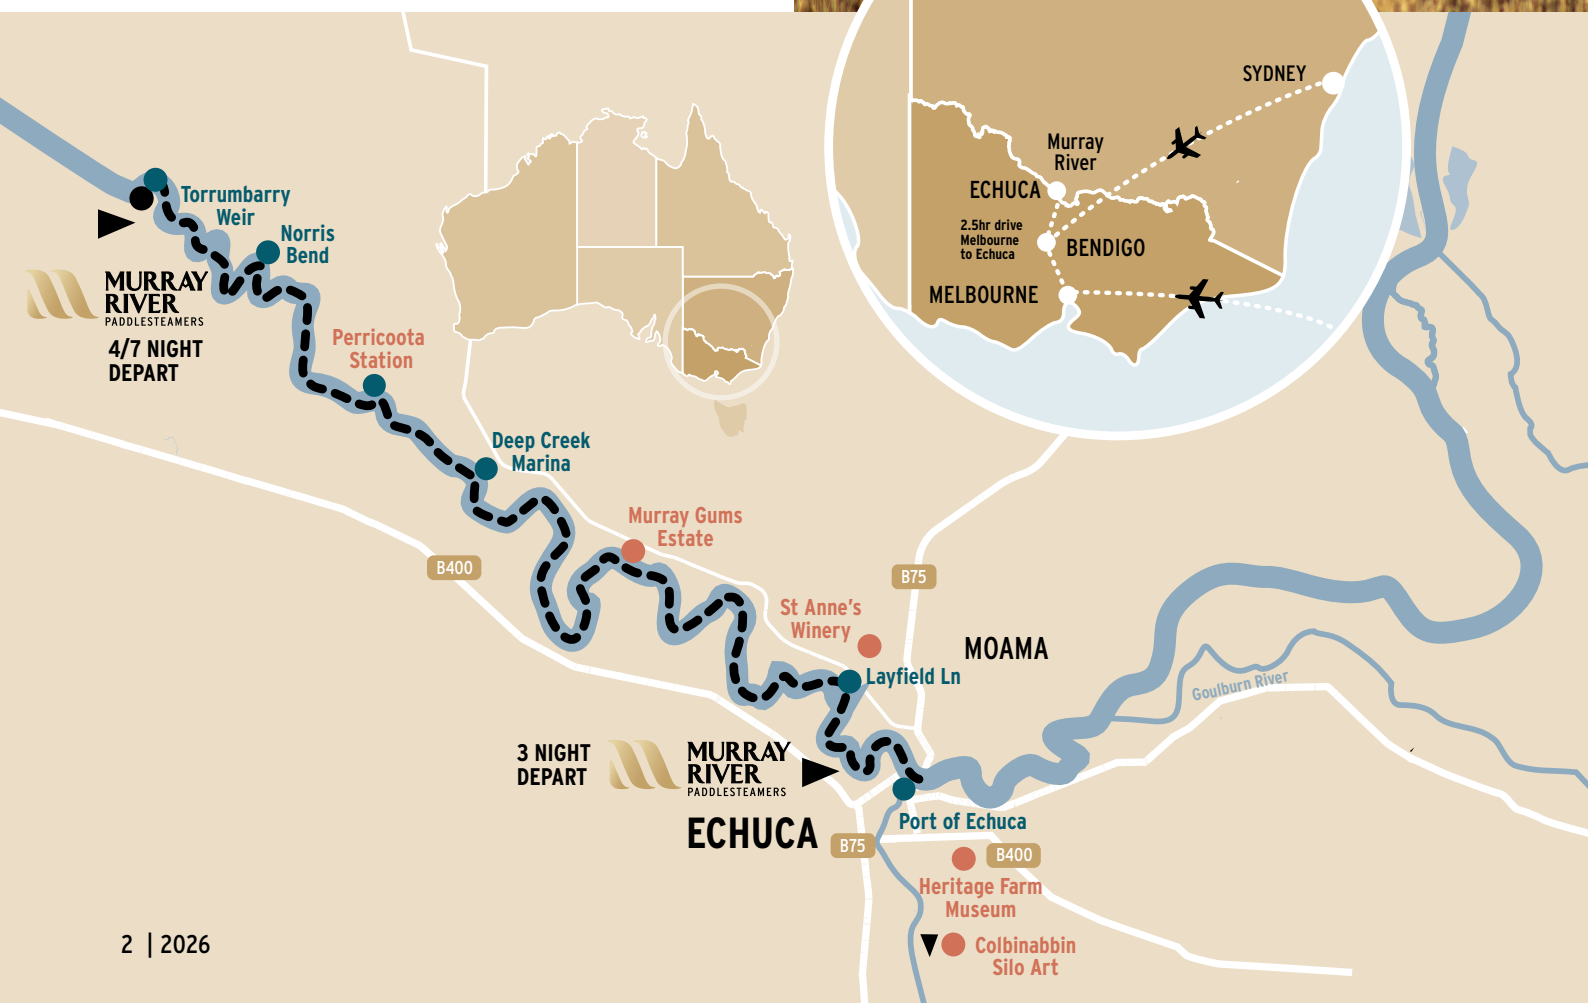 SYDNEY
Murray
River
ECHUCA
2.5hr drive
Melbourne
to Echuca
BENDIGO
MELBOURNE
Torrumbarry
Weir
Norris
Bend
MURRAY
RIVER
PADDLESTEAMERS
4/7 NIGHT
DEPART
Perricoota
Station
Deep Creek
Marina
Murray Gums
Estate
B400
B75
St Anne's
Winery
MOAMA
Layfield Ln
Goulburn River
3 NIGHT
DEPART
MURRAY
RIVER
PADDLESTEAMERS
ECHUCA
Port of Echuca
B75
B400
Heritage Farm
Museum
Colbinabbin
Silo Art
2 | 2026